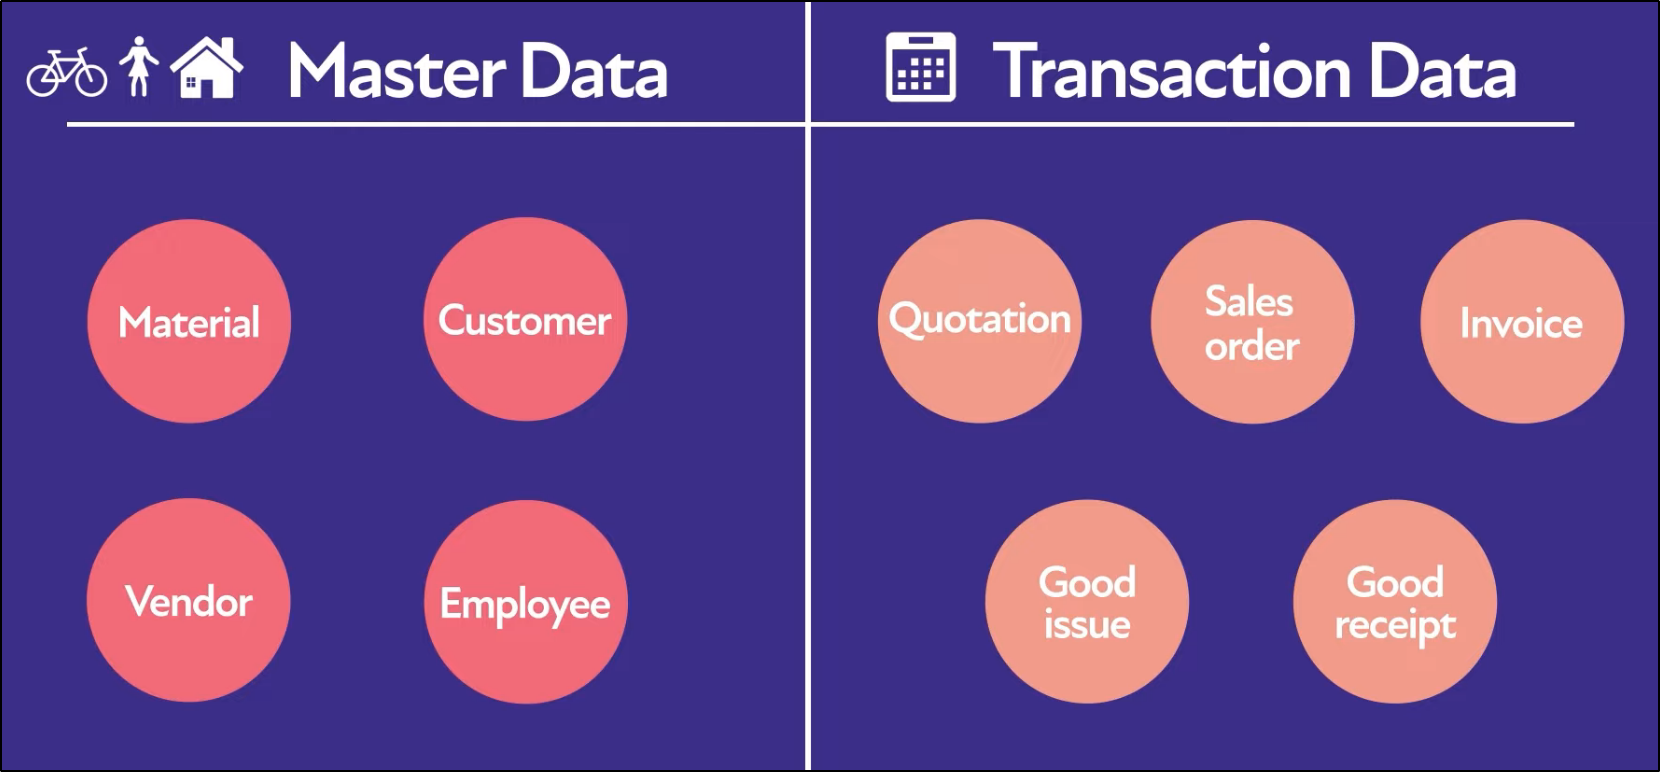 Master Data
Transaction Data
Material
Customer
Vendor
Employee
Quotation
Sales
order
Invoice
Good
issue
Good
receipt